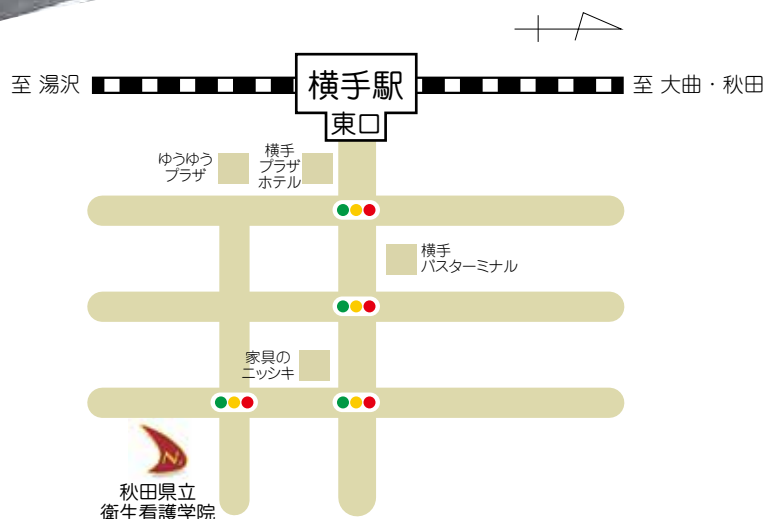 至 湯沢
横手駅
東口
至 大曲・秋田
ゆうゆう
プラザ
横手
プラザ
ホテル
横手
バスターミナル
家具の
ニッシキ
N
秋田県立
衛生看護学院